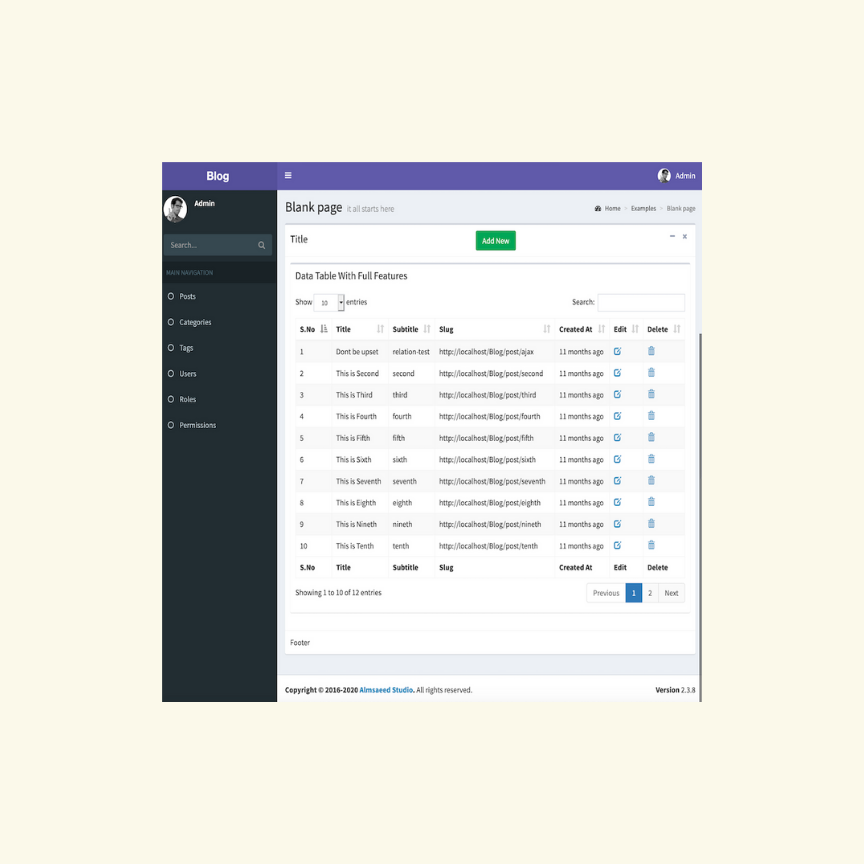 Blog
Admin
Admin
Blank page it all starts here
Home > Examples > Blank page
Search...
MAIN NAVIGATION
Posts
Categories
Tags
Users
Roles
Permissions
Title
Add New
Data Table With Full Features
Show 10 entries
Search:
S.No Title Subtitle Slug Created At Edit Delete
1 Dont be upset relation-test http://localhost/Blog/post/ajax 11 months ago
2 This is Second second http://localhost/Blog/post/second 11 months ago
3 This is Third third http://localhost/Blog/post/third 11 months ago
4 This is Fourth fourth http://localhost/Blog/post/fourth 11 months ago
5 This is Fifth fifth http://localhost/Blog/post/fifth 11 months ago
6 This is Sixth sixth http://localhost/Blog/post/sixth 11 months ago
7 This is Seventh seventh http://localhost/Blog/post/seventh 11 months ago
8 This is Eighth eighth http://localhost/Blog/post/eighth 11 months ago
9 This is Nineth nineth http://localhost/Blog/post/nineth 11 months ago
10 This is Tenth tenth http://localhost/Blog/post/tenth 11 months ago
S.No Title Subtitle Slug Created At Edit Delete
Showing 1 to 10 of 12 entries
Previous 1 2 Next
Footer
Copyright © 2016-2020 Almsaeed Studio. All rights reserved.
Version 2.3.8